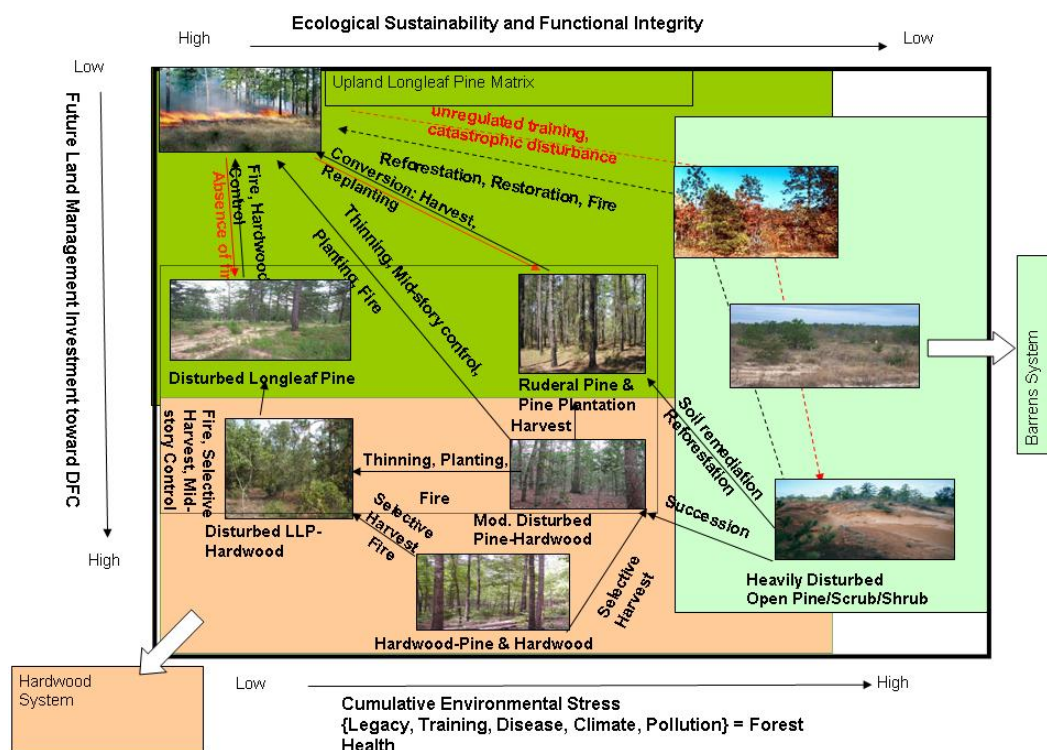 Ecological Sustainability and Functional Integrity
High
Low
Low
Future Land Management Investment toward DFC
High
Upland Longleaf Pine Matrix
unregulated training,
catastrophic disturbance
Reforestation, Restoration, Fire
Conversion: Harvest,
Replanting
Fire, Hardwood
Control
Absence of fir
Thinning, Mid-story control,
Planting, Fire
Disturbed Longleaf Pine
Ruderal Pine &
Pine Plantation
Harvest
Soil remediation
Reforestation
Barrens System
Fire, Selective
Harvest, Mid-
story Control
Thinning, Planting,
Fire
Disturbed LLP-
Hardwood
Mod. Disturbed
Pine-Hardwood
Succession
Selective
Harvest
Fire
Selective
Harvest
Heavily Disturbed
Open Pine/Scrub/Shrub
Hardwood-Pine & Hardwood
Hardwood
System
Low
High
Cumulative Environmental Stress
{Legacy, Training, Disease, Climate, Pollution} = Forest
Health